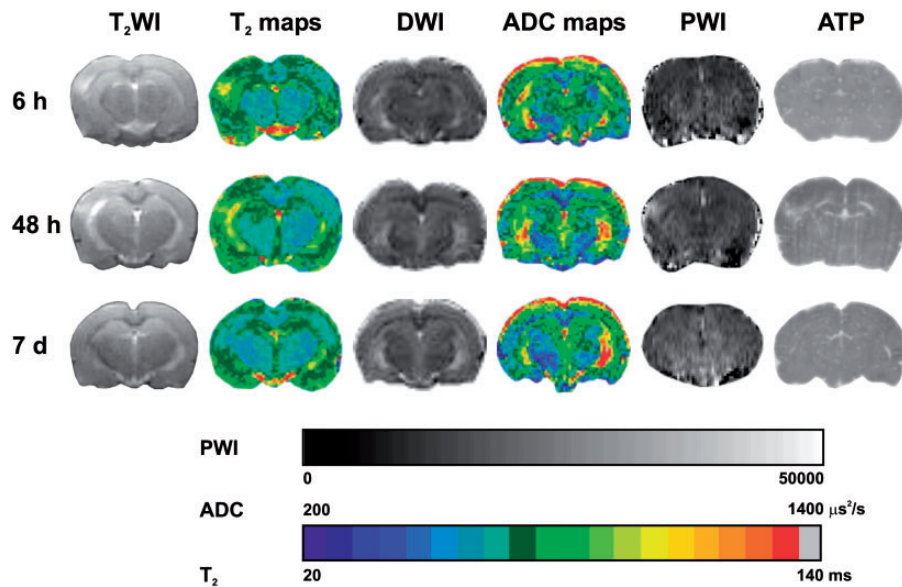 T₂WI T₂ maps DWI ADC maps PWI ATP
6 h
48 h
7 d
PWI
0 50000
ADC 200 1400 μs²/s
T₂ 20 140 ms